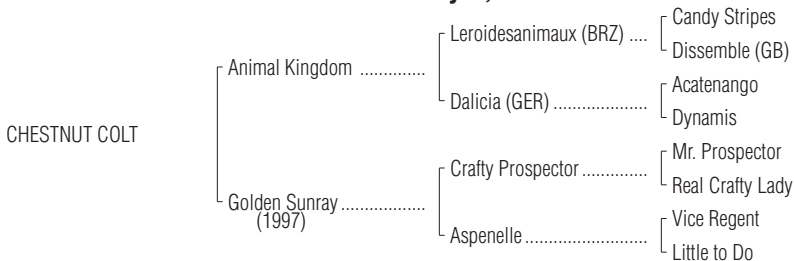 Candy Stripes
Leroidesanimaux (BRZ) ....
Dissemble (GB)
Animal Kingdom ..............
Acatenango
Dalicia (GER) ....................
Dynamis
CHESTNUT COLT
Mr. Prospector
Crafty Prospector ..............
Real Crafty Lady
Golden Sunray ..................
(1997)
Vice Regent
Aspenelle ..........................
Little to Do